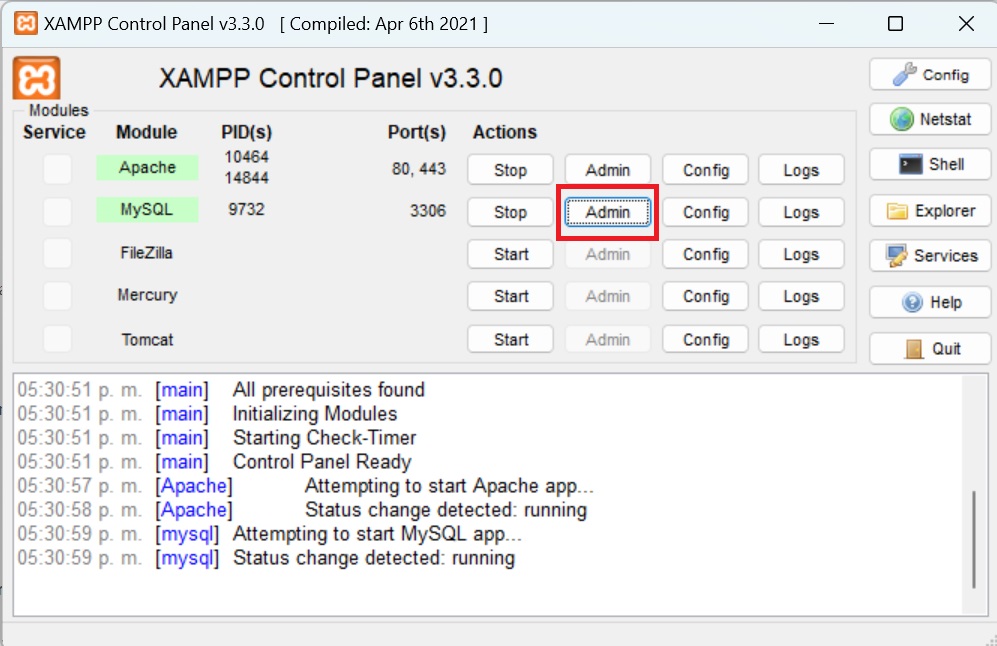 XAMPP Control Panel v3.3.0 [ Compiled: Apr 6th 2021 ]
XAMPP Control Panel v3.3.0
Config
Modules
Service Module PID(s) Port(s) Actions
Netstat
Apache 10464 14844 80, 443 Stop Admin Config Logs
Shell
MySQL 9732 3306 Stop Admin Config Logs
Explorer
FileZilla Start Admin Config Logs
Services
Mercury Start Admin Config Logs
Help
Tomcat Start Admin Config Logs
Quit
05:30:51 p. m. [main] All prerequisites found
05:30:51 p. m. [main] Initializing Modules
05:30:51 p. m. [main] Starting Check-Timer
05:30:51 p. m. [main] Control Panel Ready
05:30:57 p. m. [Apache] Attempting to start Apache app...
05:30:58 p. m. [Apache] Status change detected: running
05:30:59 p. m. [mysql] Attempting to start MySQL app...
05:30:59 p. m. [mysql] Status change detected: running